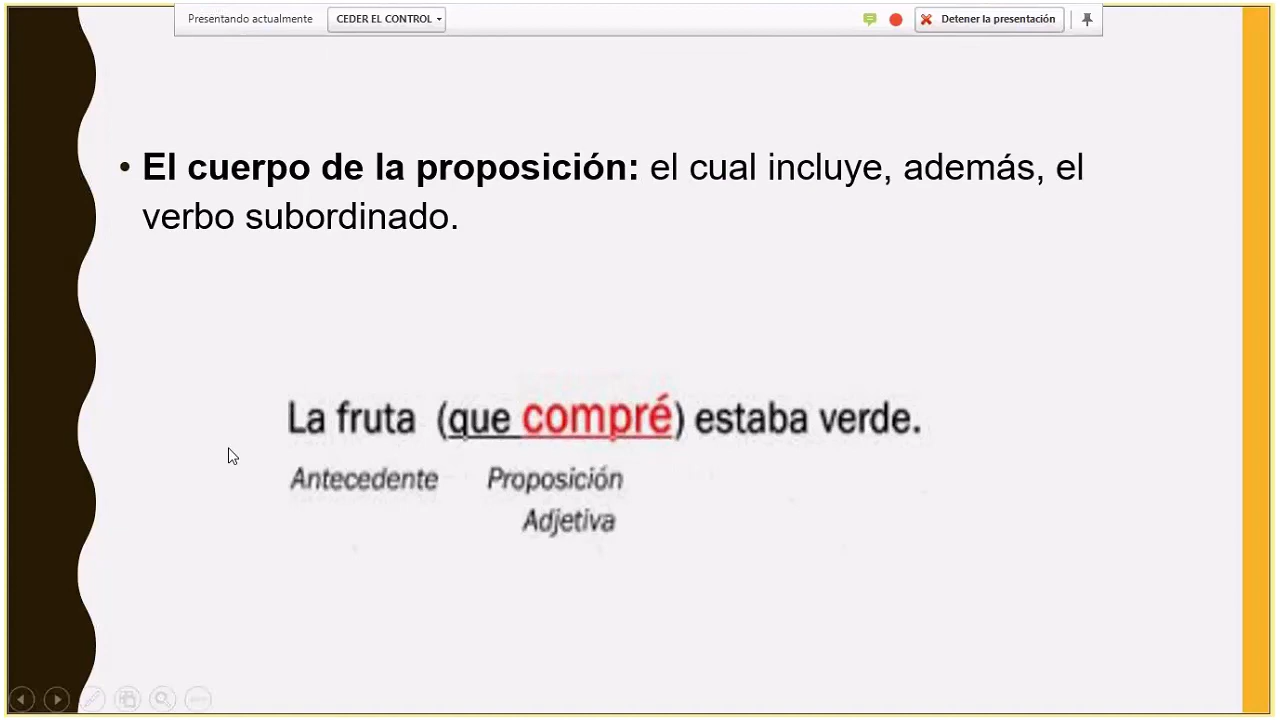 Presentando actualmente CEDER EL CONTROL Detener la presentación
• El cuerpo de la proposición: el cual incluye, además, el
verbo subordinado.
La fruta (que compré) estaba verde.
Antecedente Proposición
Adjetiva